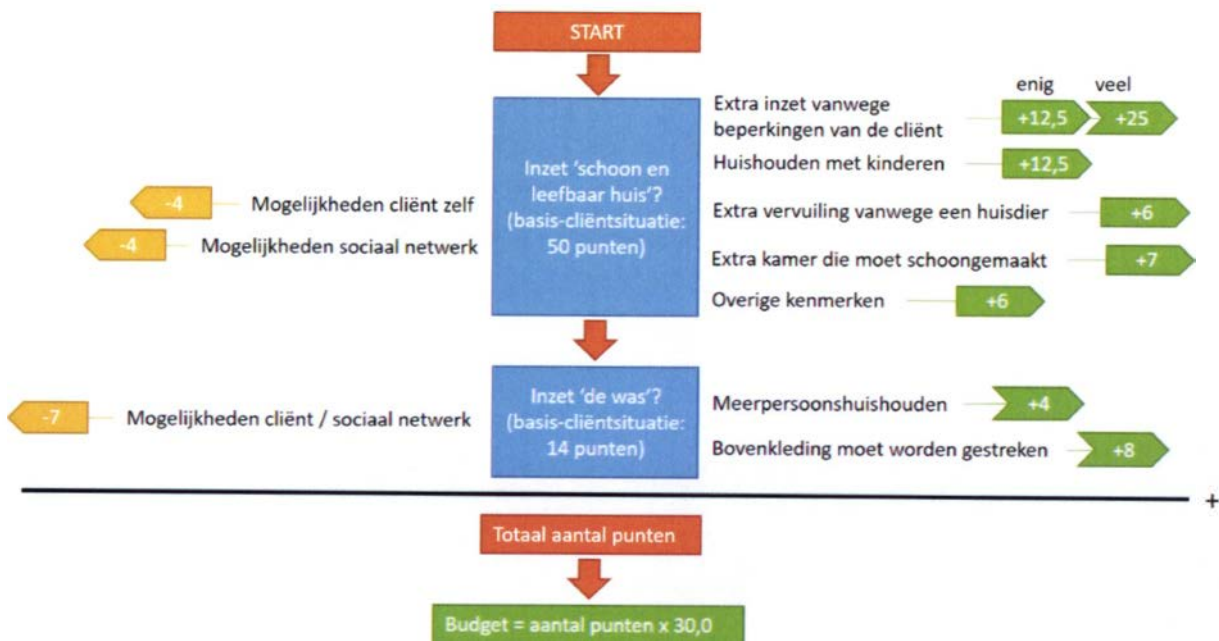 START
enig veel
Extra inzet vanwege
beperkingen van de cliënt
+12,5
+25
Huishouden met kinderen
+12,5
Inzet ‘schoon en
leefbaar huis’?
(basis-cliëntsituatie:
50 punten)
-4
Mogelijkheden cliënt zelf
-4
Mogelijkheden sociaal netwerk
Extra vervuiling vanwege een huisdier
+6
Extra kamer die moet schoongemaakt
+7
Overige kenmerken
+6
-7
Mogelijkheden cliënt / sociaal netwerk
Inzet ‘de was’?
(basis-cliëntsituatie:
14 punten)
Meerpersoonshuishouden
+4
Bovenkleding moet worden gestreken
+8
+
Totaal aantal punten
Budget = aantal punten x 30,0